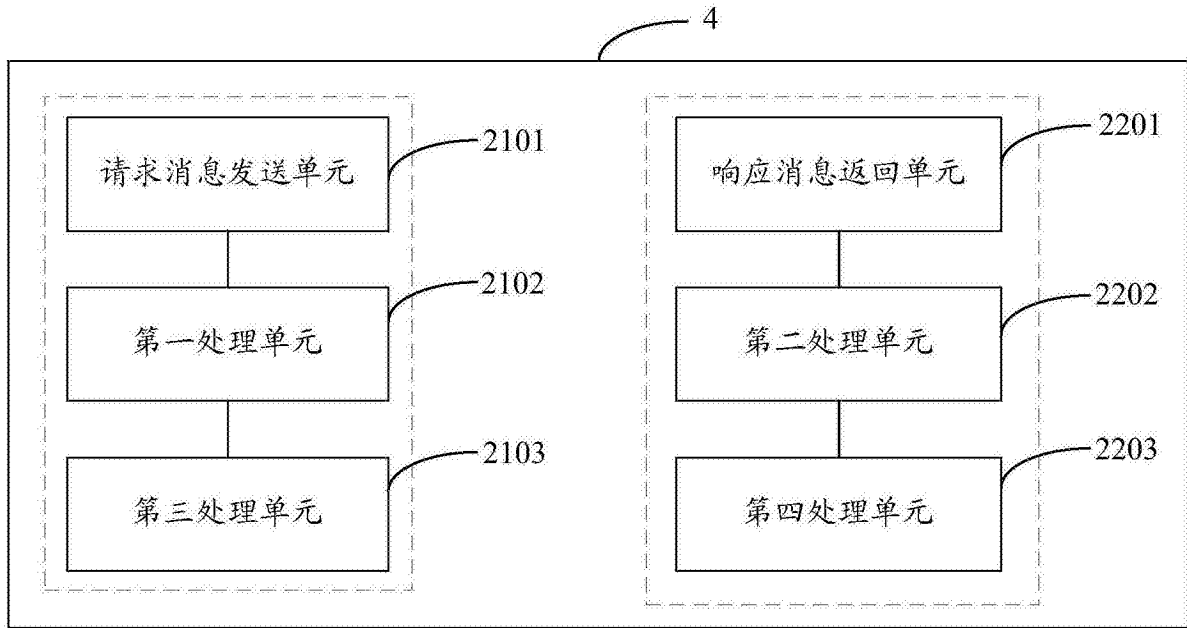 4
请求消息发送单元
2101
第一处理单元
2102
第三处理单元
2103
响应消息返回单元
2201
第二处理单元
2202
第四处理单元
2203